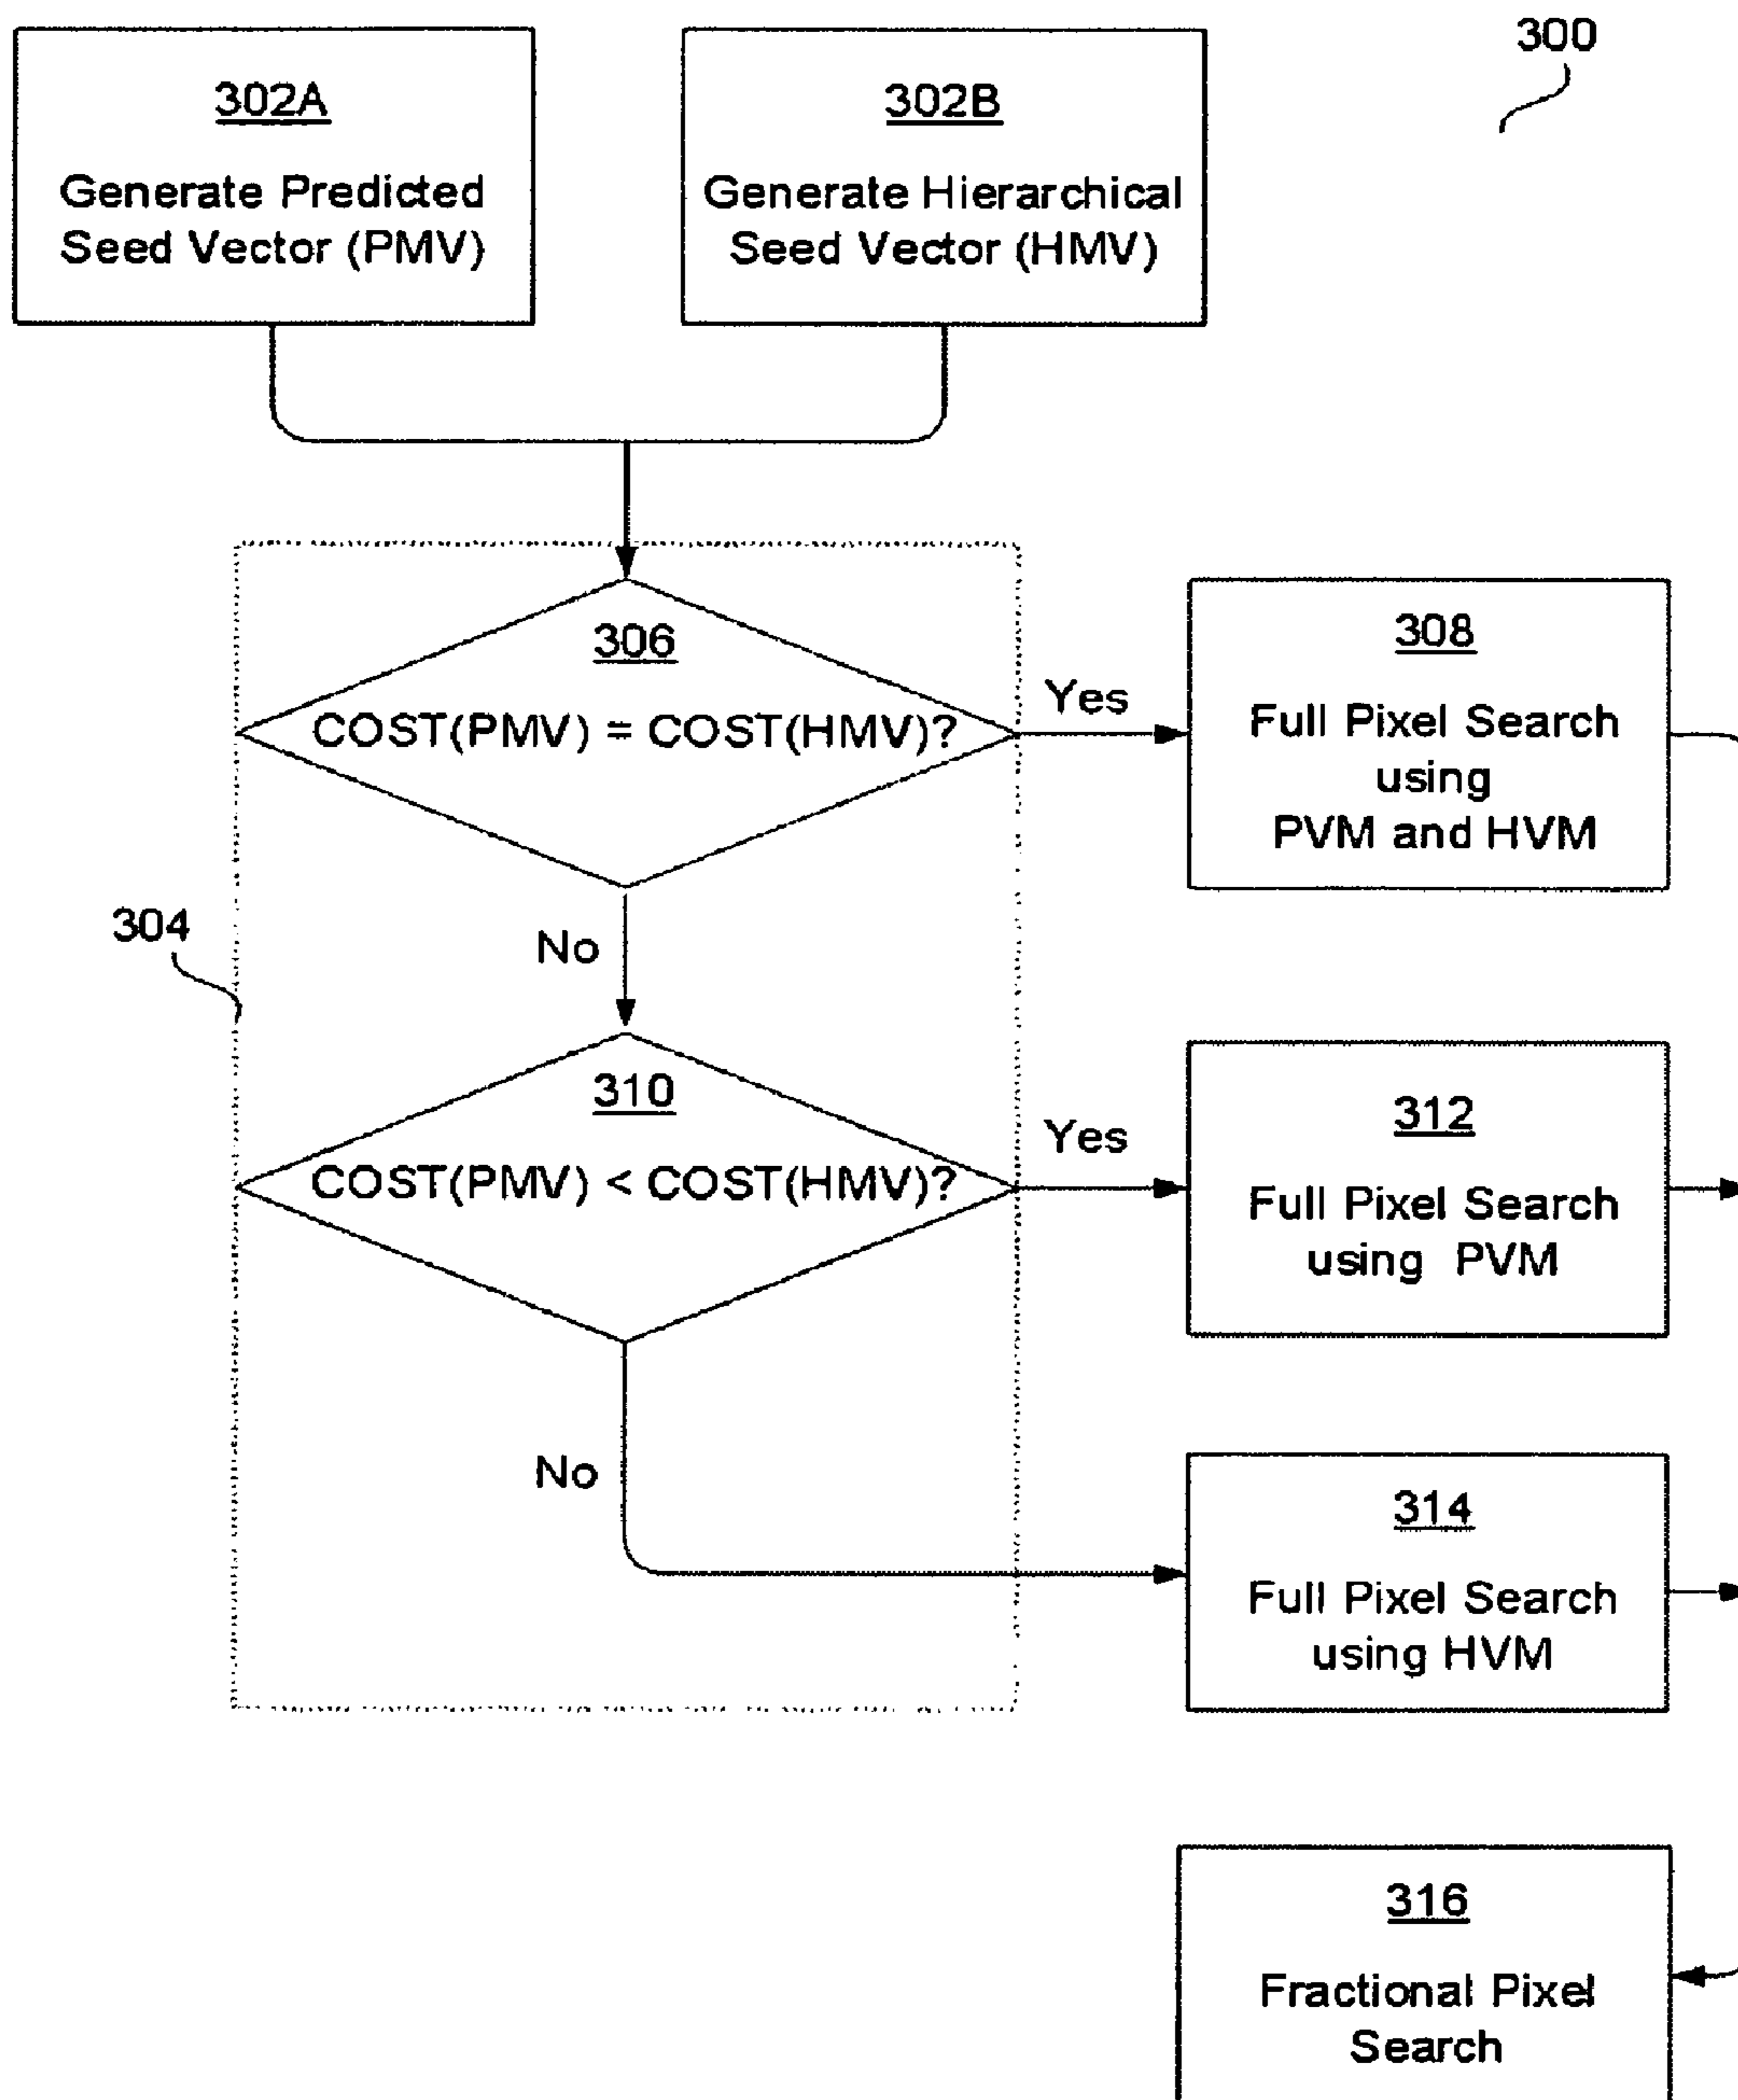 300
302A
Generate Predicted
Seed Vector (PMV)
302B
Generate Hierarchical
Seed Vector (HMV)
306
COST(PMV) = COST(HMV)?
Yes
308
Full Pixel Search
using
PVM and HVM
304
No
310
COST(PMV) < COST(HMV)?
Yes
312
Full Pixel Search
using PVM
No
314
Full Pixel Search
using HVM
316
Fractional Pixel
Search